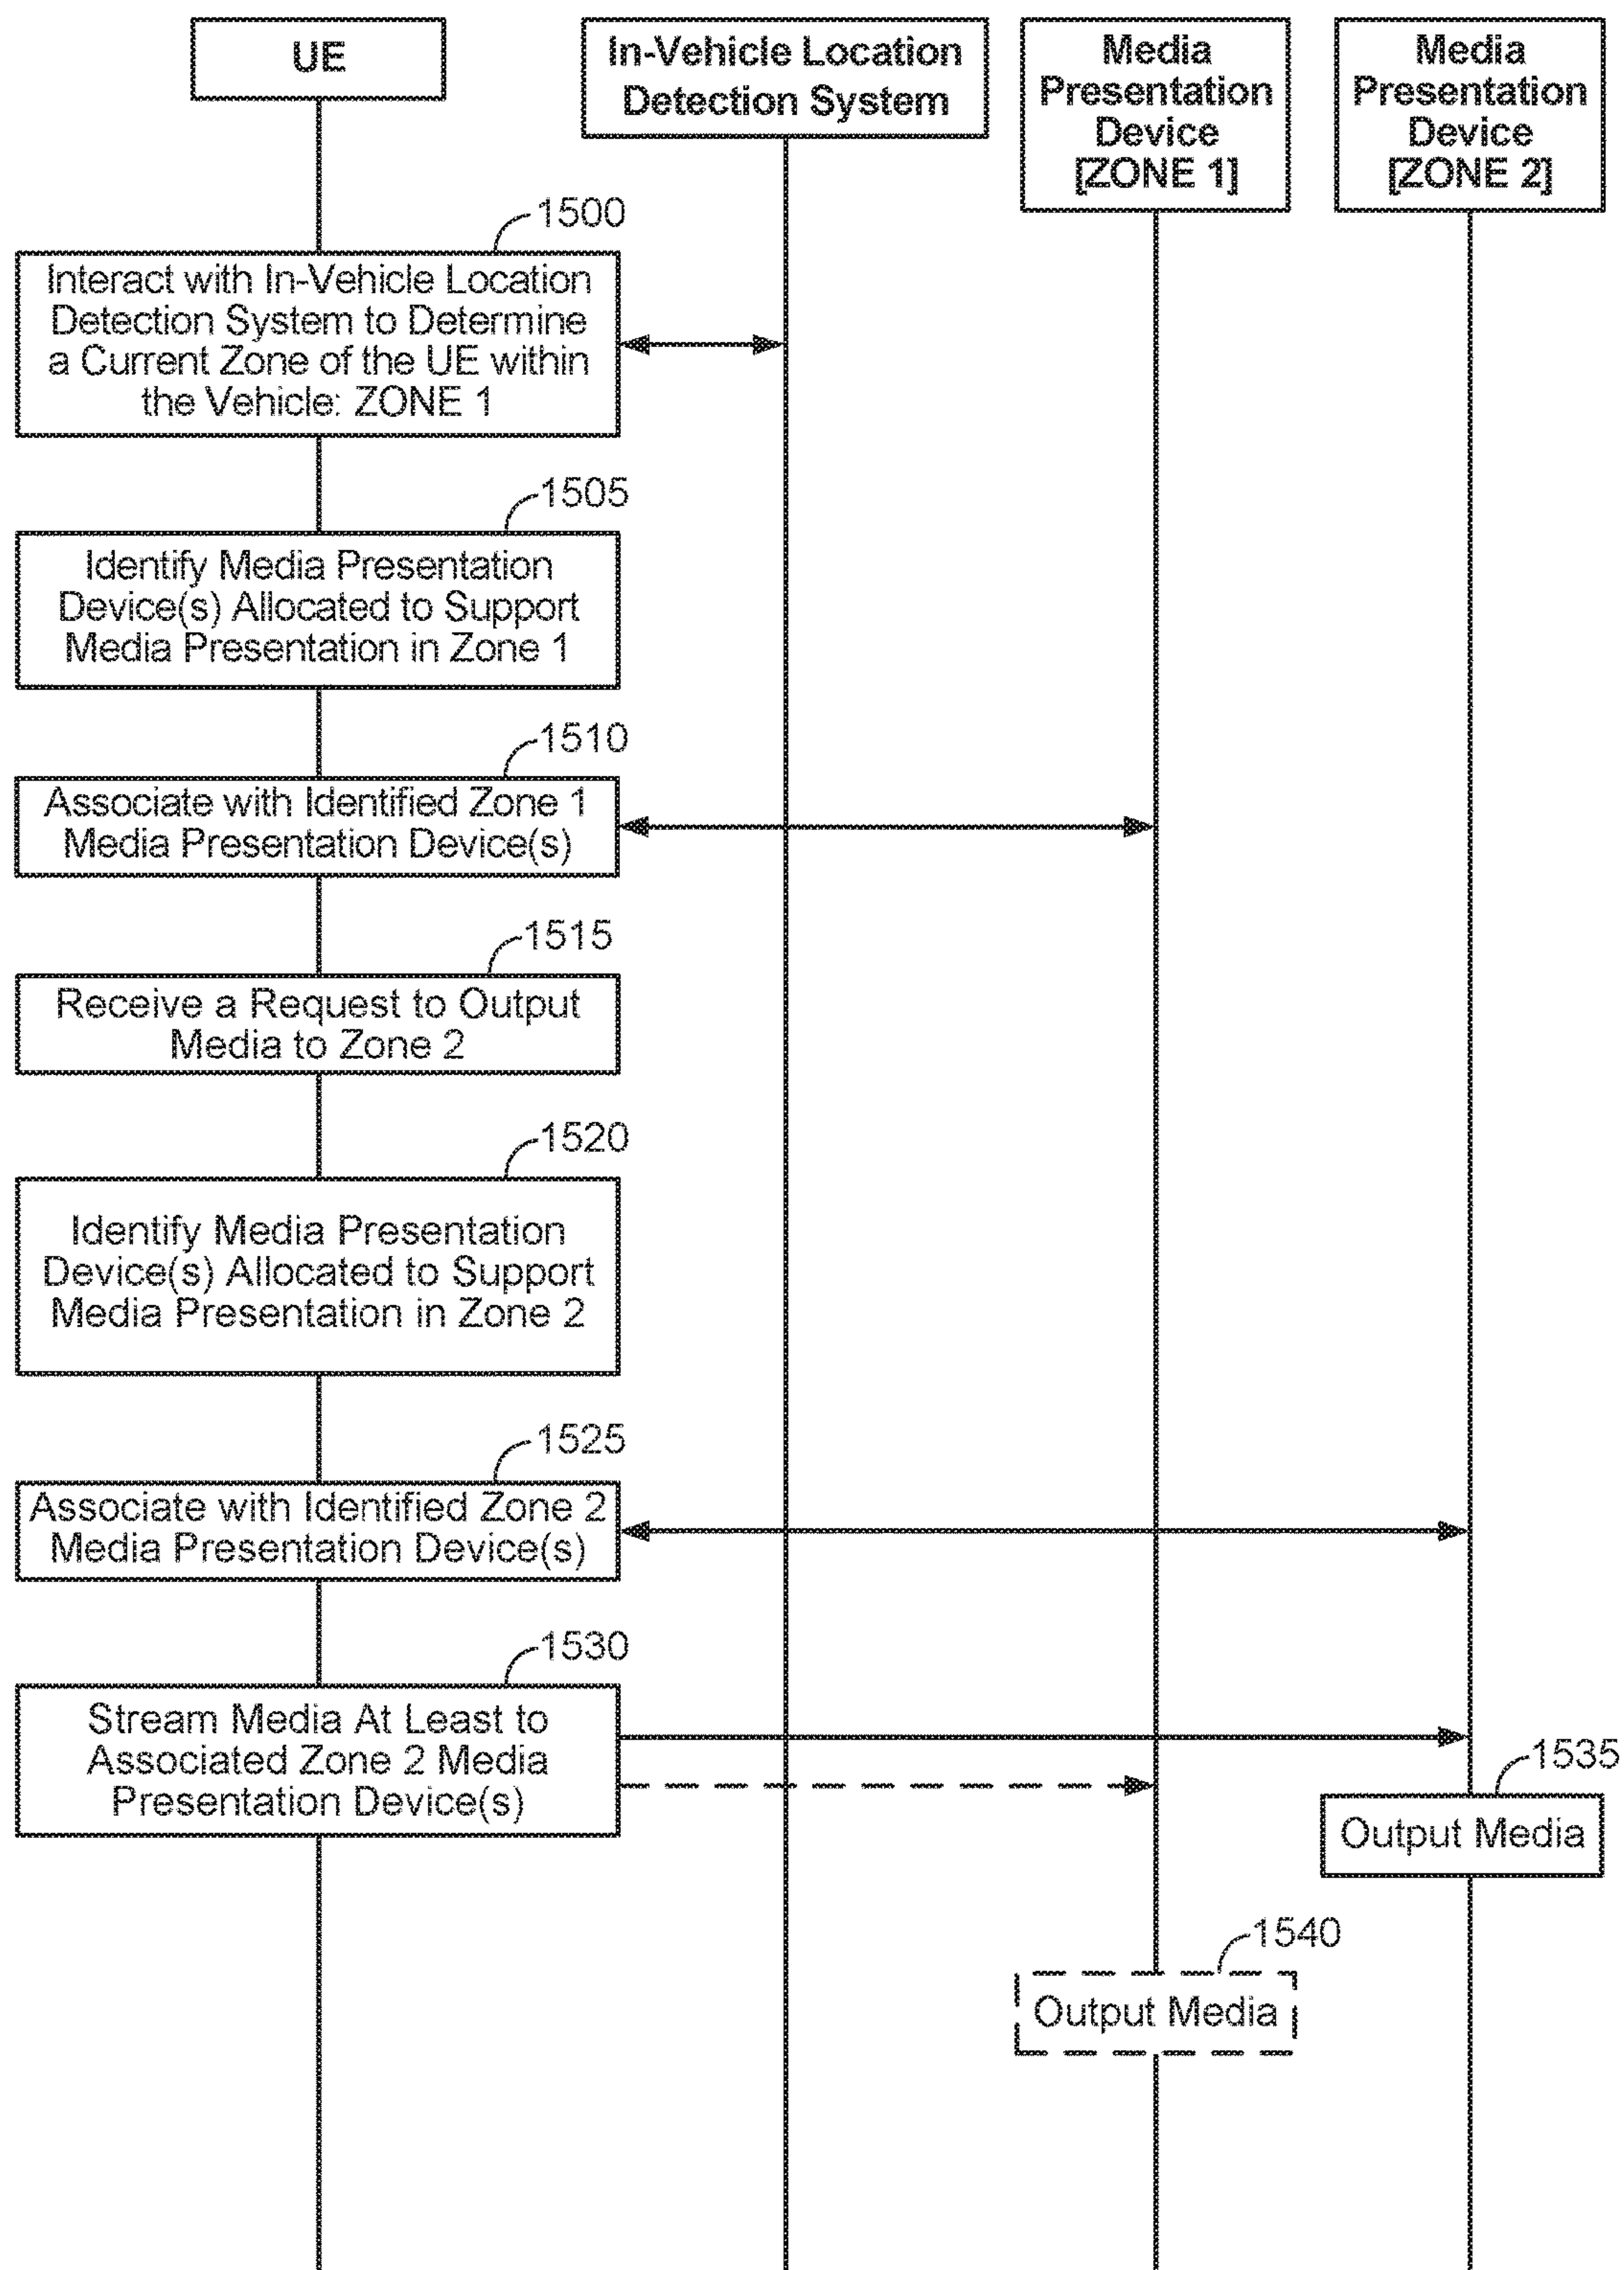 UE
In-Vehicle Location
Detection System
Media
Presentation
Device
[ZONE 1]
Media
Presentation
Device
[ZONE 2]
1500
Interact with In-Vehicle Location
Detection System to Determine
a Current Zone of the UE within
the Vehicle: ZONE 1
1505
Identify Media Presentation
Device(s) Allocated to Support
Media Presentation in Zone 1
1510
Associate with Identified Zone 1
Media Presentation Device(s)
1515
Receive a Request to Output
Media to Zone 2
1520
Identify Media Presentation
Device(s) Allocated to Support
Media Presentation in Zone 2
1525
Associate with Identified Zone 2
Media Presentation Device(s)
1530
Stream Media At Least to
Associated Zone 2 Media
Presentation Device(s)
1535
Output Media
1540
Output Media